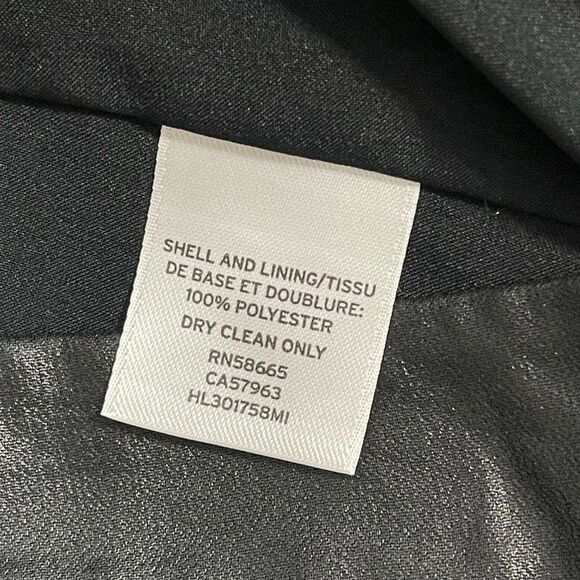 SHELL AND LINING/TISSU
DE BASE ET DOUBLURE:
100% POLYESTER
DRY CLEAN ONLY
RN58665
CA57963
HL301758MI